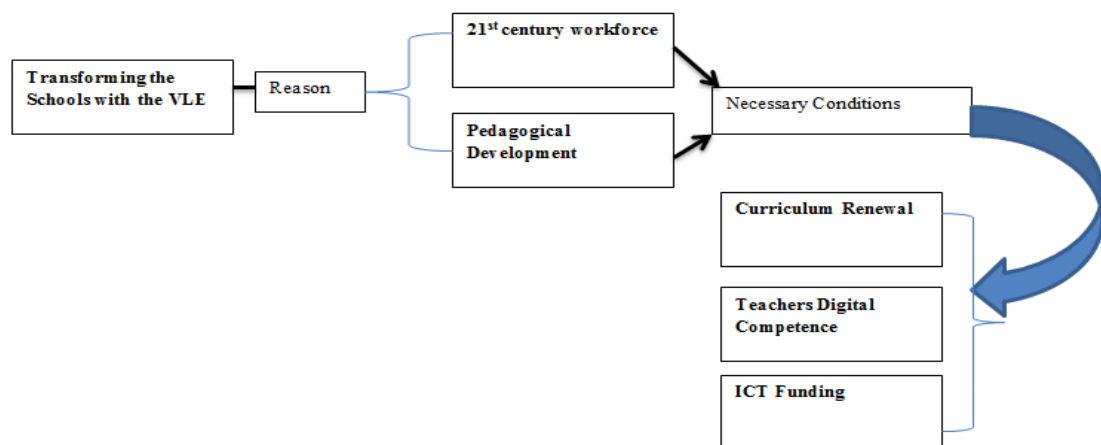 Transforming the
Schools with the VLE
Reason
21st century workforce
Pedagogical
Development
Necessary Conditions
Curriculum Renewal
Teachers Digital
Competence
ICT Funding